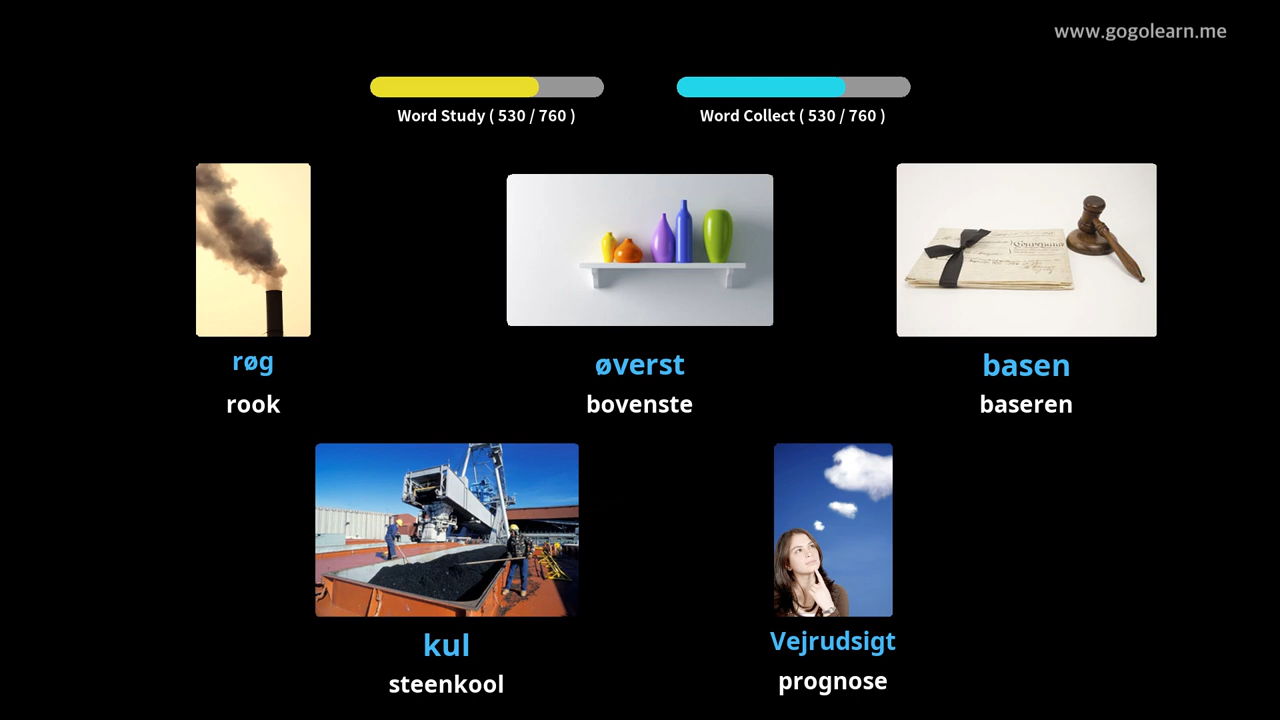 www.gogolearn.me
Word Study ( 530 / 760 )
Word Collect ( 530 / 760 )
røg
øverst
basen
rook
bovenste
baseren
kul
Vejrudsigt
steenkool
prognose